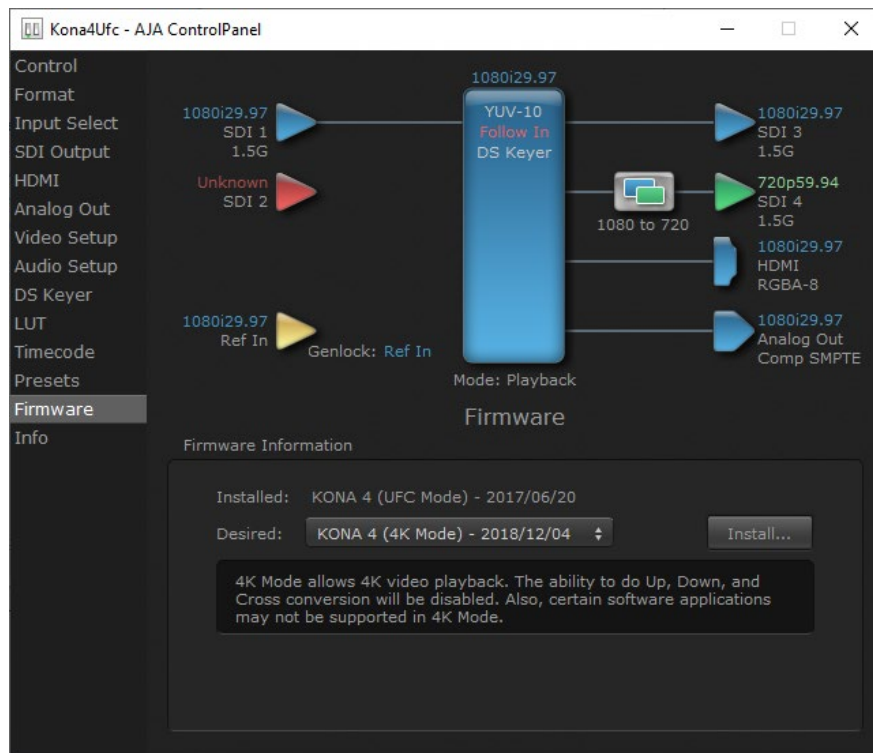 Kona4Ufc - AJA ControlPanel
Control
Format
Input Select
SDI Output
HDMI
Analog Out
Video Setup
Audio Setup
DS Keyer
LUT
Timecode
Presets
Firmware
Info
1080i29.97
YUV-10
Follow In
DS Keyer
1080i29.97
SDI 1
1.5G
Unknown
SDI 2
1080i29.97
Ref In
Genlock: Ref In
Mode: Playback
1080i29.97
SDI 3
1.5G
1080 to 720
720p59.94
SDI 4
1.5G
1080i29.97
HDMI
RGBA-8
1080i29.97
Analog Out
Comp SMPTE
Firmware
Firmware Information
Installed: KONA 4 (UFC Mode) - 2017/06/20
Desired: KONA 4 (4K Mode) - 2018/12/04 Install...
4K Mode allows 4K video playback. The ability to do Up, Down, and
Cross conversion will be disabled. Also, certain software applications
may not be supported in 4K Mode.